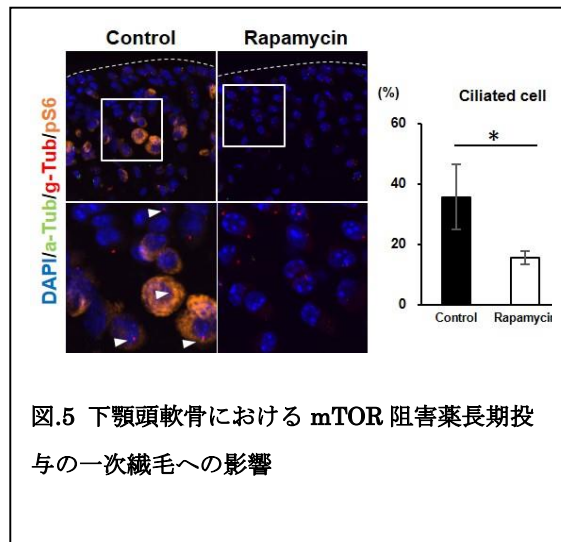 Control
Rapamycin
DAPI/a-Tub/g-Tub/pS6
(%)
Ciliated cell
*
60
40
20
0
Control
Rapamycin
図.5 下顎頭軟骨における mTOR 阻害薬長期投
与の一次繊毛への影響